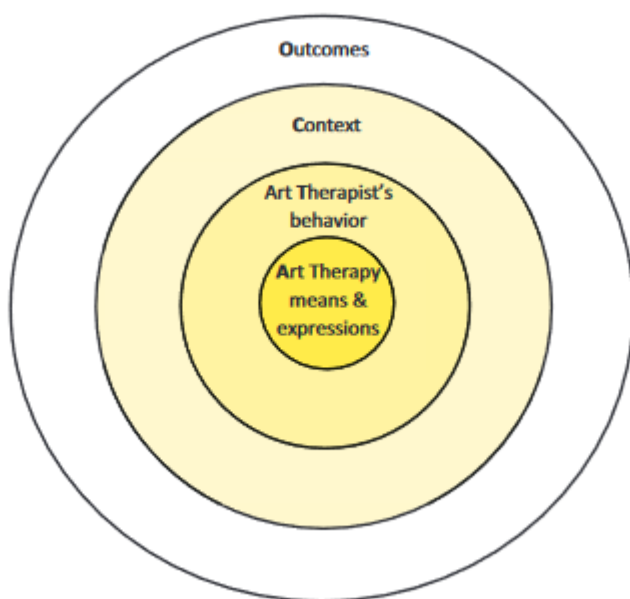 Outcomes
Context
Art Therapist's
behavior
Art Therapy
means &
expressions